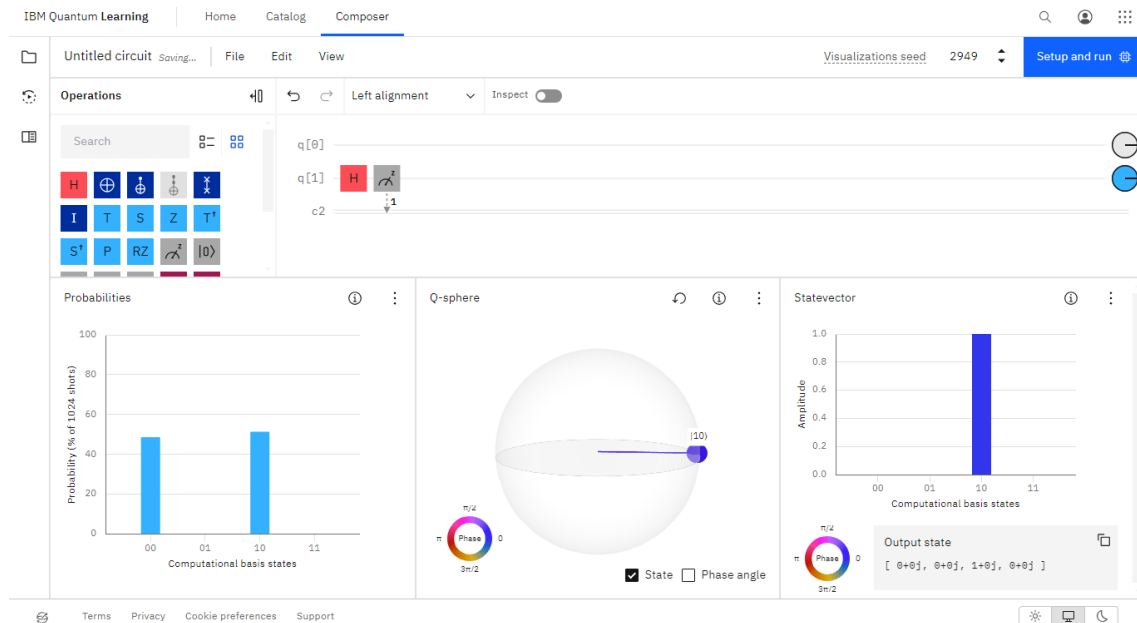 IBM Quantum Learning Home Catalog Composer
Untitled circuit Saving... File Edit View Visualizations seed 2949 Setup and run
Operations Left alignment Inspect
Search
H
I T S Z T†
S† P RZ z |0⟩
q[0]
q[1] H z
1
c2
Probabilities
Probability (% of 1024 shots)
100
80
60
40
20
0
00 01 10 11
Computational basis states
Q-sphere
|10⟩
π/2
π Phase 0
3π/2
State Phase angle
Statevector
Amplitude
1.0
0.8
0.6
0.4
0.2
0.0
00 01 10 11
Computational basis states
π/2
π Phase 0
3π/2
Output state
[ 0+0j, 0+0j, 1+0j, 0+0j ]
Terms Privacy Cookie preferences Support